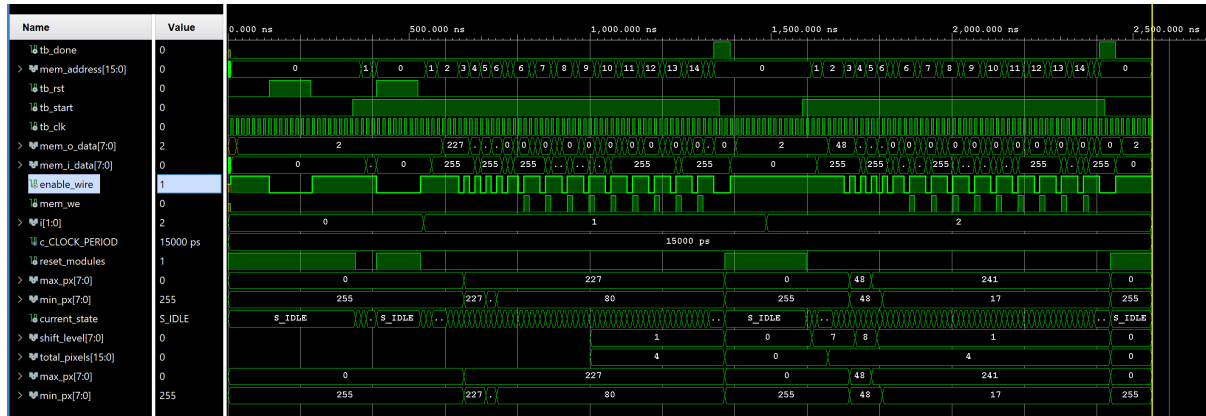 Name Value 0.000 ns 500.000 ns 1,000.000 ns 1,500.000 ns 2,000.000 ns 2,500.000 ns
tb_done 0
mem_address[15:0] 0 0 1 0 1 2 3 4 5 6 6 7 8 9 10 11 12 13 14 0 1 2 3 4 5 6 6 7 8 9 10 11 12 13 14 0
tb_rst 0
tb_start 0
tb_clk 0
mem_o_data[7:0] 2 2 227 . . . 0 0 0 0 0 0 0 0 0 0 . 0 2 48 . . . 0 0 0 0 0 0 0 0 0 0 0 2
mem_i_data[7:0] 0 0 . 0 255 255 255 .. .. .. 255 255 0 255 255 255 .. .. 255 255 0
enable_wire 1
mem_we 0
i[1:0] 2 0 1 2
c_CLOCK_PERIOD 15000 ps 15000 ps
reset_modules 1
max_px[7:0] 0 0 227 0 48 241 0
min_px[7:0] 255 255 227 . 80 255 48 17 255
current_state S_IDLE S_IDLE . S_IDLE .. .. S_IDLE .. .. S_IDLE
shift_level[7:0] 0 1 0 7 8 1 0
total_pixels[15:0] 0 4 0 4 0
max_px[7:0] 0 0 227 0 48 241 0
min_px[7:0] 255 255 227 . 80 255 48 17 255